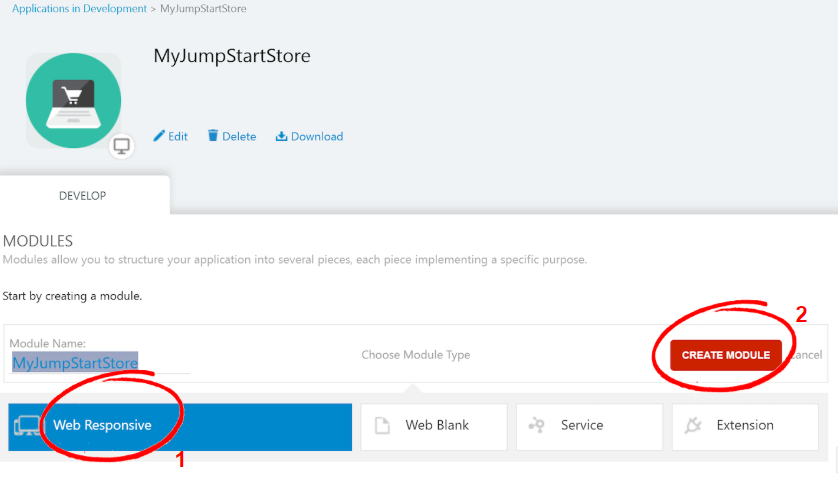 Applications in Development > MyJumpStartStore
MyJumpStartStore
Edit Delete Download
DEVELOP
MODULES
Modules allow you to structure your application into several pieces, each piece implementing a specific purpose.
Start by creating a module.
2
Module Name:
Choose Module Type
CREATE MODULE
Cancel
MyJumpStartStore
Web Responsive
Web Blank
Service
Extension
1